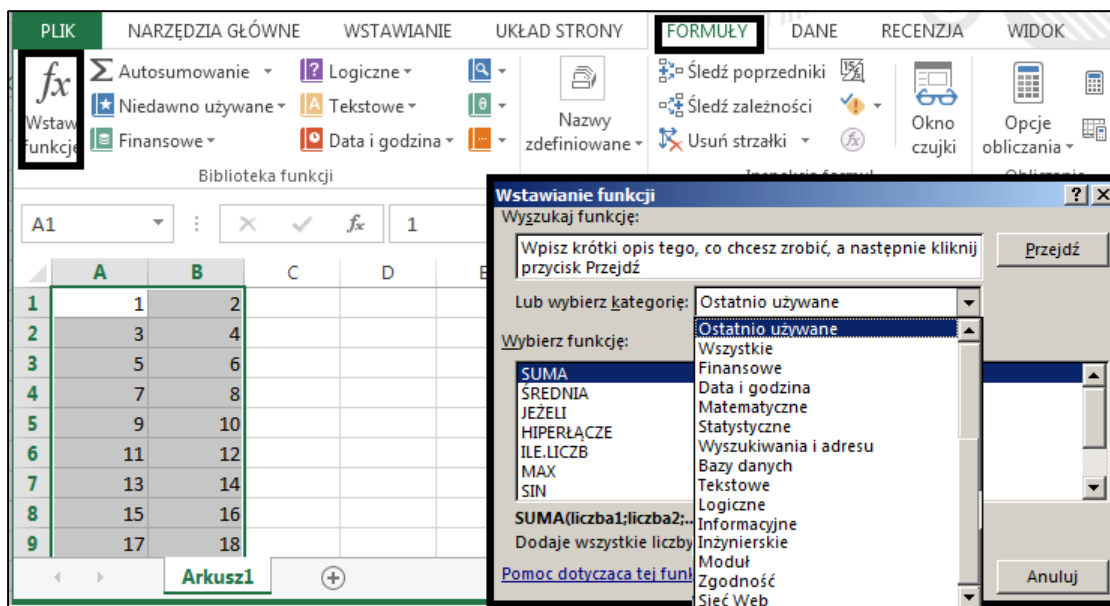 PLIK NARZĘDZIA GŁÓWNE WSTAWIANIE UKŁAD STRONY FORMUŁY DANE RECENZJA WIDOK
fx Wstaw funkcję
Σ Autosumowanie
Niedawno używane
Finansowe
? Logiczne
A Tekstowe
Data i godzina
θ
Nazwy
zdefiniowane
Śledź poprzedniki
Śledź zależności
Usuń strzałki
fx
Okno
czujki
Opcje
obliczania
Biblioteka funkcji
A1 fx 1
A B C D
1 1 2
2 3 4
3 5 6
4 7 8
5 9 10
6 11 12
7 13 14
8 15 16
9 17 18
Arkusz1
Wstawianie funkcji ? X
Wyszukaj funkcję:
Wpisz krótki opis tego, co chcesz zrobić, a następnie kliknij
przycisk Przejdź
Przejdź
Lub wybierz kategorię: Ostatnio używane
Ostatnio używane
Wszystkie
Finansowe
Data i godzina
Matematyczne
Statystyczne
Wyszukiwania i adresu
Bazy danych
Tekstowe
Logiczne
Informacyjne
Inżynierskie
Moduł
Zgodność
Sieć Web
Wybierz funkcję:
SUMA
ŚREDNIA
JEŻELI
HIPERŁĄCZE
ILE.LICZB
MAX
SIN
SUMA(liczba1;liczba2;..
Dodaje wszystkie liczby
Pomoc dotycząca tej funk
Anuluj